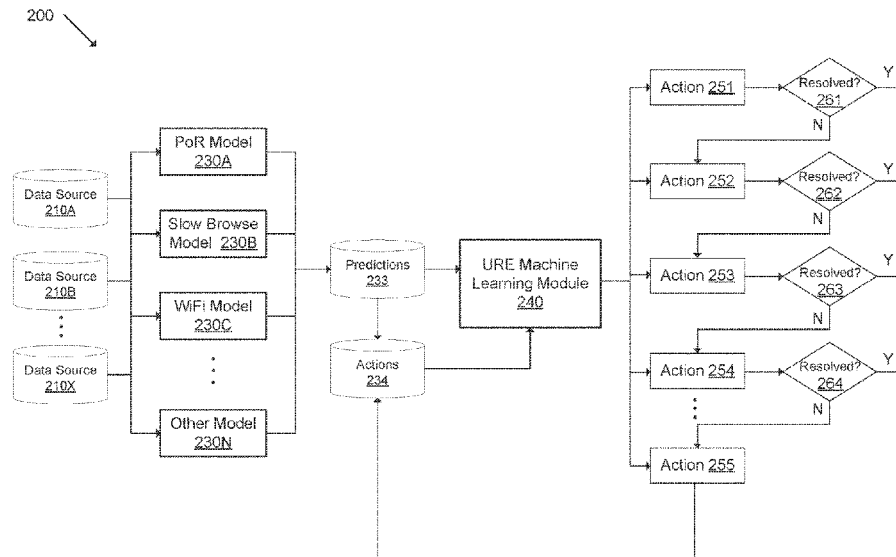 200
Data Source
210A
Data Source
210B
Data Source
210X
PoR Model
230A
Slow Browse
Model 230B
WiFi Model
230C
Other Model
230N
Predictions
233
Actions
234
URE Machine
Learning Module
240
Action 251
Resolved?
261
Y
N
Action 252
Resolved?
262
Y
N
Action 253
Resolved?
263
Y
N
Action 254
Resolved?
264
Y
N
Action 255